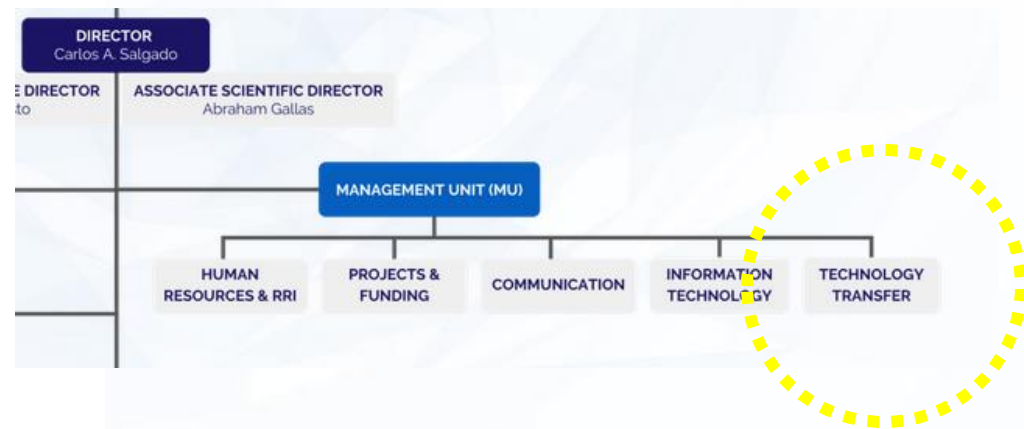 DIRECTOR
Carlos A. Salgado
E DIRECTOR
ASSOCIATE SCIENTIFIC DIRECTOR
Abraham Gallas
MANAGEMENT UNIT (MU)
HUMAN
RESOURCES & RRI
PROJECTS &
FUNDING
COMMUNICATION
INFORMATION
TECHNOLOGY
TECHNOLOGY
TRANSFER